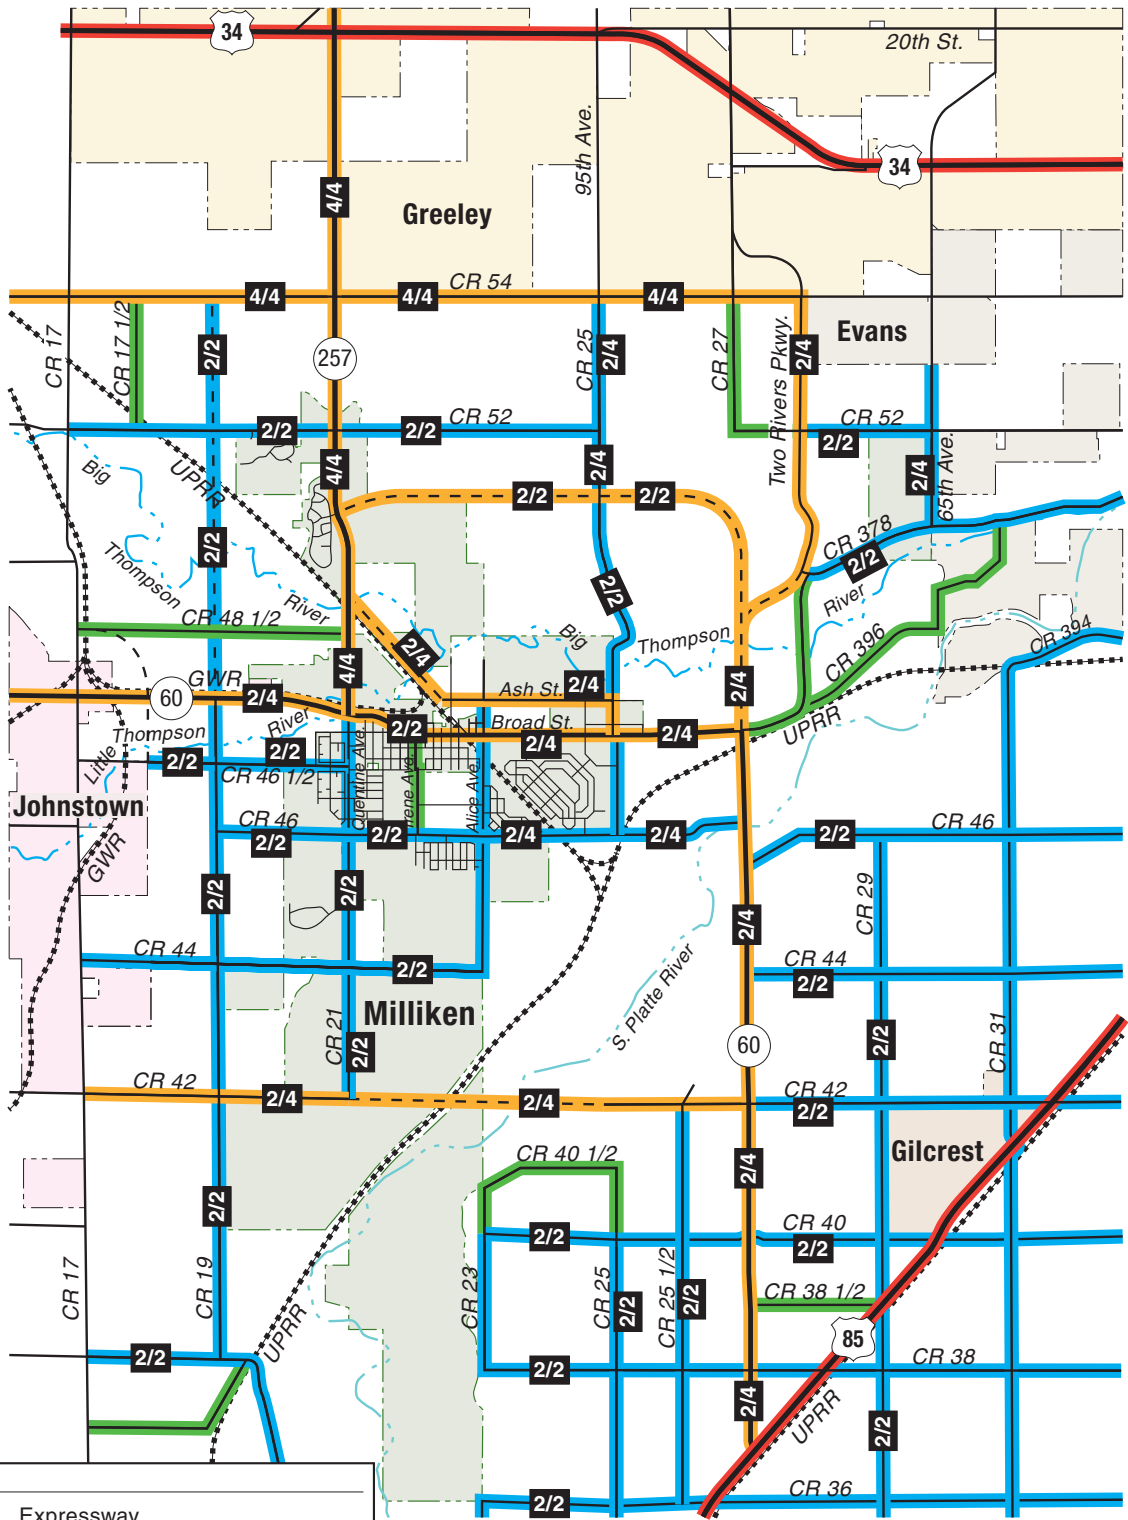 34
20th St.
95th Ave.
34
4/4
Greeley
CR 54
4/4
4/4
4/4
CR 17
CR 17 1/2
2/2
257
CR 25
2/4
CR 27
Two Rivers Pkwy.
2/4
Evans
CR 52
2/2
2/2
CR 52
2/2
Big
UPRR
4/4
2/4
2/4
65th Ave.
2/2
2/2
2/2
CR 378
2/2
Thompson
River
2/2
River
CR 48 1/2
2/4
Big
Thompson
CR 396
CR 394
4/4
GWR
60
2/4
Ash St.
2/4
2/4
River
Thompson
2/2
Broad St.
2/4
2/4
UPRR
Little
2/2
2/2
CR 46 1/2
Quentine Ave.
Irene Ave.
Alice Ave.
Johnstown
CR 46
2/2
2/2
2/4
2/4
2/2
CR 46
GWR
2/2
2/2
2/4
CR 29
CR 44
2/2
CR 44
2/2
S. Platte River
Milliken
CR 21
2/2
60
2/2
CR 31
CR 42
2/4
2/4
CR 42
2/2
Gilcrest
CR 40 1/2
2/4
2/2
2/2
CR 40
2/2
CR 17
CR 19
CR 23
CR 25
2/2
CR 25 1/2
2/2
CR 38 1/2
UPRR
85
2/2
2/2
CR 38
2/4
UPRR
2/2
2/2
CR 36
Expressway